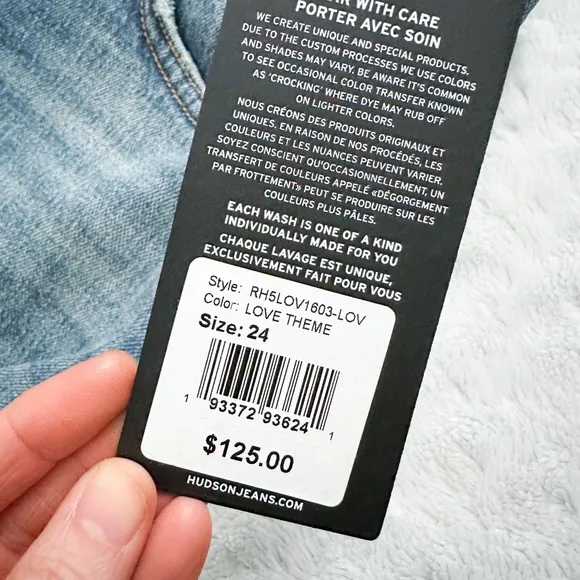 WITH CARE
PORTER AVEC SOIN
WE CREATE UNIQUE AND SPECIAL PRODUCTS.
DUE TO THE CUSTOM PROCESSES WE USE COLORS
AND SHADES MAY VARY. BE AWARE IT'S COMMON
TO SEE OCCASIONAL COLOR TRANSFER KNOWN
AS 'CROCKING' WHERE DYE MAY RUB OFF
ON LIGHTER COLORS.
NOUS CRÉONS DES PRODUITS ORIGINAUX ET
UNIQUES. EN RAISON DE NOS PROCÉDÉS, LES
COULEURS ET LES NUANCES PEUVENT VARIER.
SOYEZ CONSCIENT QU'OCCASIONNELLEMENT, UN
TRANSFERT DE COULEURS APPELÉ «DÉGORGEMENT
PAR FROTTEMENT» PEUT SE PRODUIRE SUR LES
COULEURS PLUS PÂLES.
EACH WASH IS ONE OF A KIND
INDIVIDUALLY MADE FOR YOU
CHAQUE LAVAGE EST UNIQUE,
EXCLUSIVEMENT FAIT POUR VOUS
Style: RH5LOV1603-LOV
Color: LOVE THEME
Size: 24
1 93372 93624 1
$125.00
HUDSONJEANS.COM